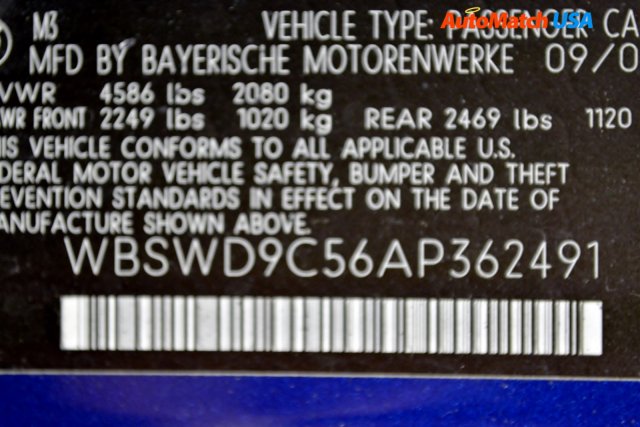 M3 VEHICLE TYPE: PASSENGER CA
AutoMatch USA
MFD BY BAYERISCHE MOTORENWERKE 09/0
VWR 4586 lbs 2080 kg
WR FRONT 2249 lbs 1020 kg REAR 2469 lbs 1120
IS VEHICLE CONFORMS TO ALL APPLICABLE U.S.
DERAL MOTOR VEHICLE SAFETY, BUMPER AND THEFT
EVENTION STANDARDS IN EFFECT ON THE DATE OF
NUFACTURE SHOWN ABOVE.
WBSWD9C56AP362491